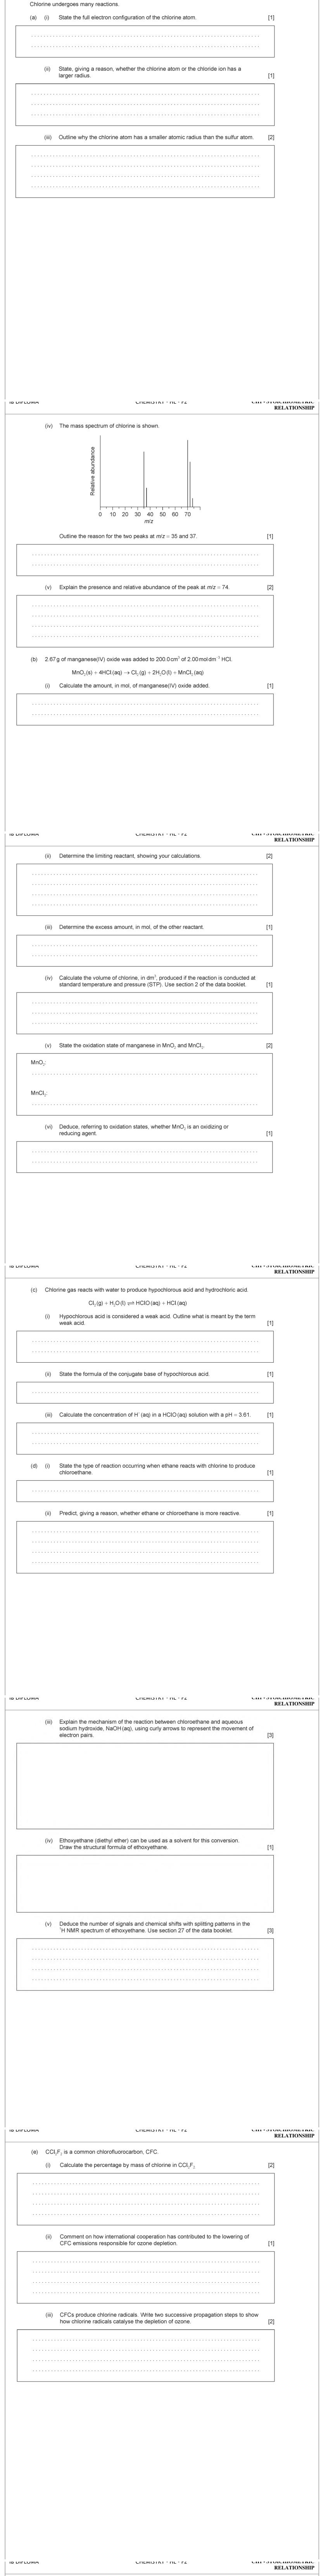 Chlorine undergoes many reactions.
(a) (i) State the full electron configuration of the chlorine atom. [1]
(ii) State, giving a reason, whether the chlorine atom or the chloride ion has a
larger radius. [1]
(iii) Outline why the chlorine atom has a smaller atomic radius than the sulfur atom. [2]
RELATIONSHIP
(iv) The mass spectrum of chlorine is shown.
Relative abundance
0 10 20 30 40 50 60 70
m/z
Outline the reason for the two peaks at m/z = 35 and 37. [1]
(v) Explain the presence and relative abundance of the peak at m/z = 74. [2]
(b) 2.67 g of manganese(IV) oxide was added to 200.0 cm³ of 2.00 mol dm⁻³ HCl.
MnO₂(s) + 4HCl (aq) → Cl₂(g) + 2H₂O(l) + MnCl₂(aq)
(i) Calculate the amount, in mol, of manganese(IV) oxide added. [1]
RELATIONSHIP
(ii) Determine the limiting reactant, showing your calculations. [2]
(iii) Determine the excess amount, in mol, of the other reactant. [1]
(iv) Calculate the volume of chlorine, in dm³, produced if the reaction is conducted at
standard temperature and pressure (STP). Use section 2 of the data booklet. [1]
(v) State the oxidation state of manganese in MnO₂ and MnCl₂. [2]
MnO₂:
MnCl₂:
(vi) Deduce, referring to oxidation states, whether MnO₂ is an oxidizing or
reducing agent. [1]
RELATIONSHIP
(c) Chlorine gas reacts with water to produce hypochlorous acid and hydrochloric acid.
Cl₂(g) + H₂O(l) ⇌ HClO (aq) + HCl (aq)
(i) Hypochlorous acid is considered a weak acid. Outline what is meant by the term
weak acid. [1]
(ii) State the formula of the conjugate base of hypochlorous acid. [1]
(iii) Calculate the concentration of H⁺ (aq) in a HClO (aq) solution with a pH = 3.61. [1]
(d) (i) State the type of reaction occurring when ethane reacts with chlorine to produce
chloroethane. [1]
(ii) Predict, giving a reason, whether ethane or chloroethane is more reactive. [1]
RELATIONSHIP
(iii) Explain the mechanism of the reaction between chloroethane and aqueous
sodium hydroxide, NaOH (aq), using curly arrows to represent the movement of
electron pairs. [3]
(iv) Ethoxyethane (diethyl ether) can be used as a solvent for this conversion.
Draw the structural formula of ethoxyethane. [1]
(v) Deduce the number of signals and chemical shifts with splitting patterns in the
¹H NMR spectrum of ethoxyethane. Use section 27 of the data booklet. [3]
RELATIONSHIP
(e) CCl₂F₂ is a common chlorofluorocarbon, CFC.
(i) Calculate the percentage by mass of chlorine in CCl₂F₂. [2]
(ii) Comment on how international cooperation has contributed to the lowering of
CFC emissions responsible for ozone depletion. [1]
(iii) CFCs produce chlorine radicals. Write two successive propagation steps to show
how chlorine radicals catalyse the depletion of ozone. [2]
RELATIONSHIP